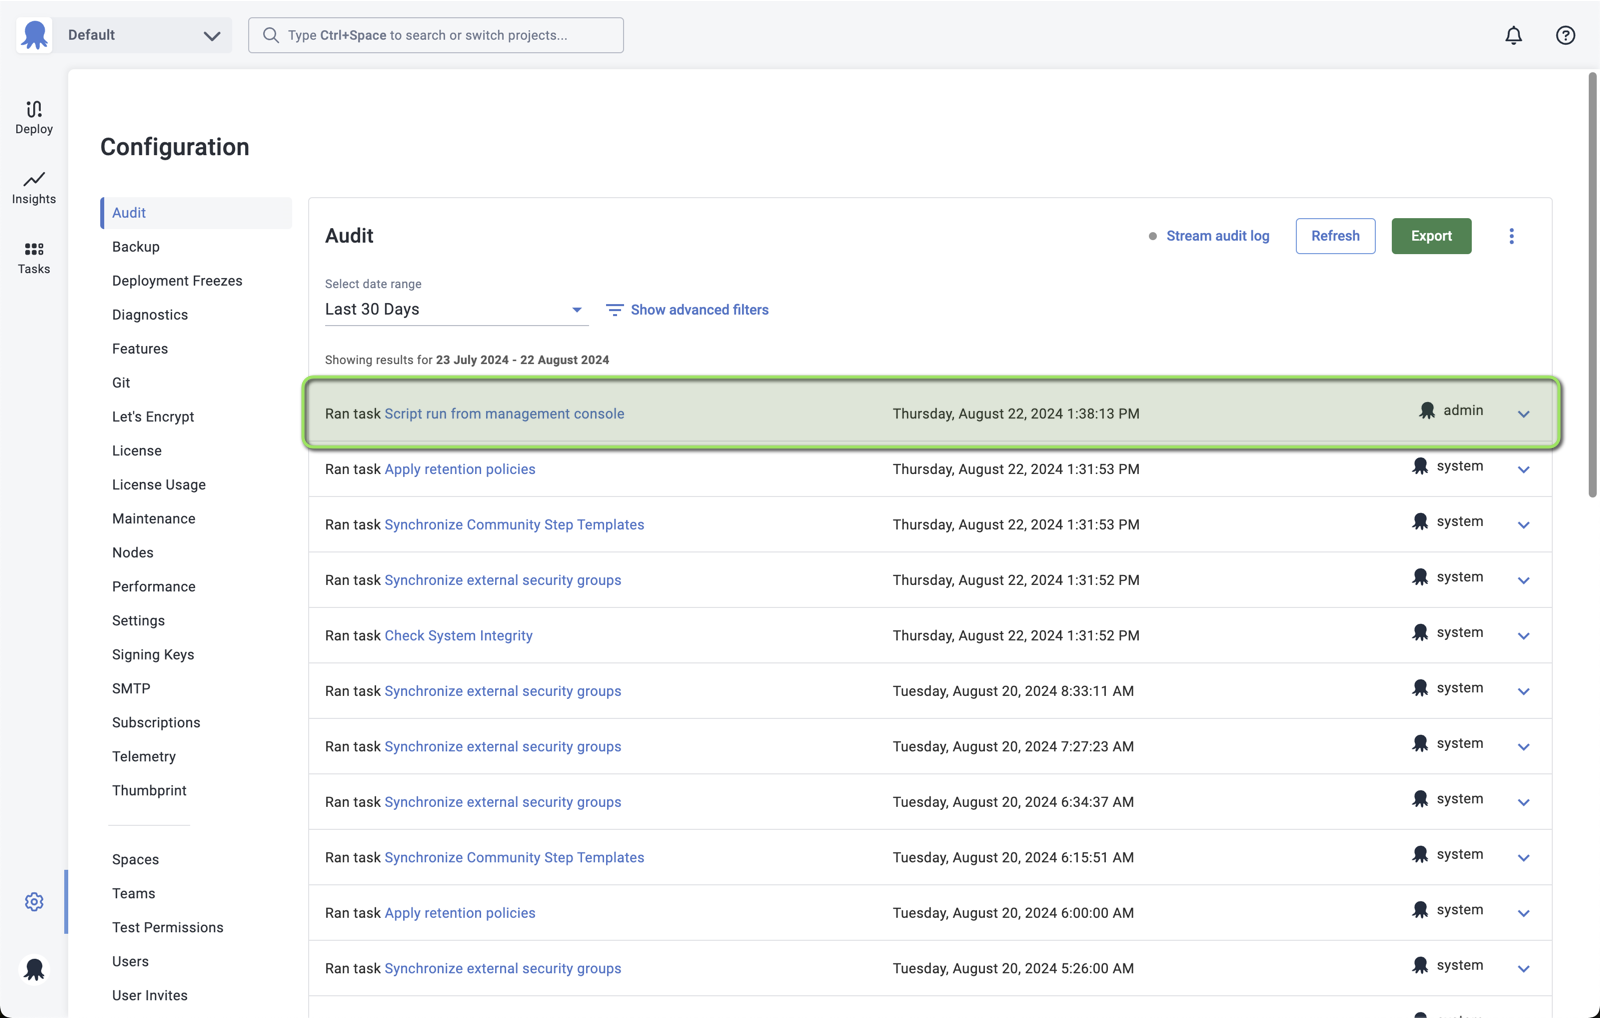 Default
Type Ctrl+Space to search or switch projects...
Deploy
Insights
Tasks
Configuration
Audit
Backup
Deployment Freezes
Diagnostics
Features
Git
Let's Encrypt
License
License Usage
Maintenance
Nodes
Performance
Settings
Signing Keys
SMTP
Subscriptions
Telemetry
Thumbprint
Spaces
Teams
Test Permissions
Users
User Invites
Audit
Stream audit log
Refresh
Export
Select date range
Last 30 Days
Show advanced filters
Showing results for 23 July 2024 - 22 August 2024
Ran task Script run from management console Thursday, August 22, 2024 1:38:13 PM admin
Ran task Apply retention policies Thursday, August 22, 2024 1:31:53 PM system
Ran task Synchronize Community Step Templates Thursday, August 22, 2024 1:31:53 PM system
Ran task Synchronize external security groups Thursday, August 22, 2024 1:31:52 PM system
Ran task Check System Integrity Thursday, August 22, 2024 1:31:52 PM system
Ran task Synchronize external security groups Tuesday, August 20, 2024 8:33:11 AM system
Ran task Synchronize external security groups Tuesday, August 20, 2024 7:27:23 AM system
Ran task Synchronize external security groups Tuesday, August 20, 2024 6:34:37 AM system
Ran task Synchronize Community Step Templates Tuesday, August 20, 2024 6:15:51 AM system
Ran task Apply retention policies Tuesday, August 20, 2024 6:00:00 AM system
Ran task Synchronize external security groups Tuesday, August 20, 2024 5:26:00 AM system